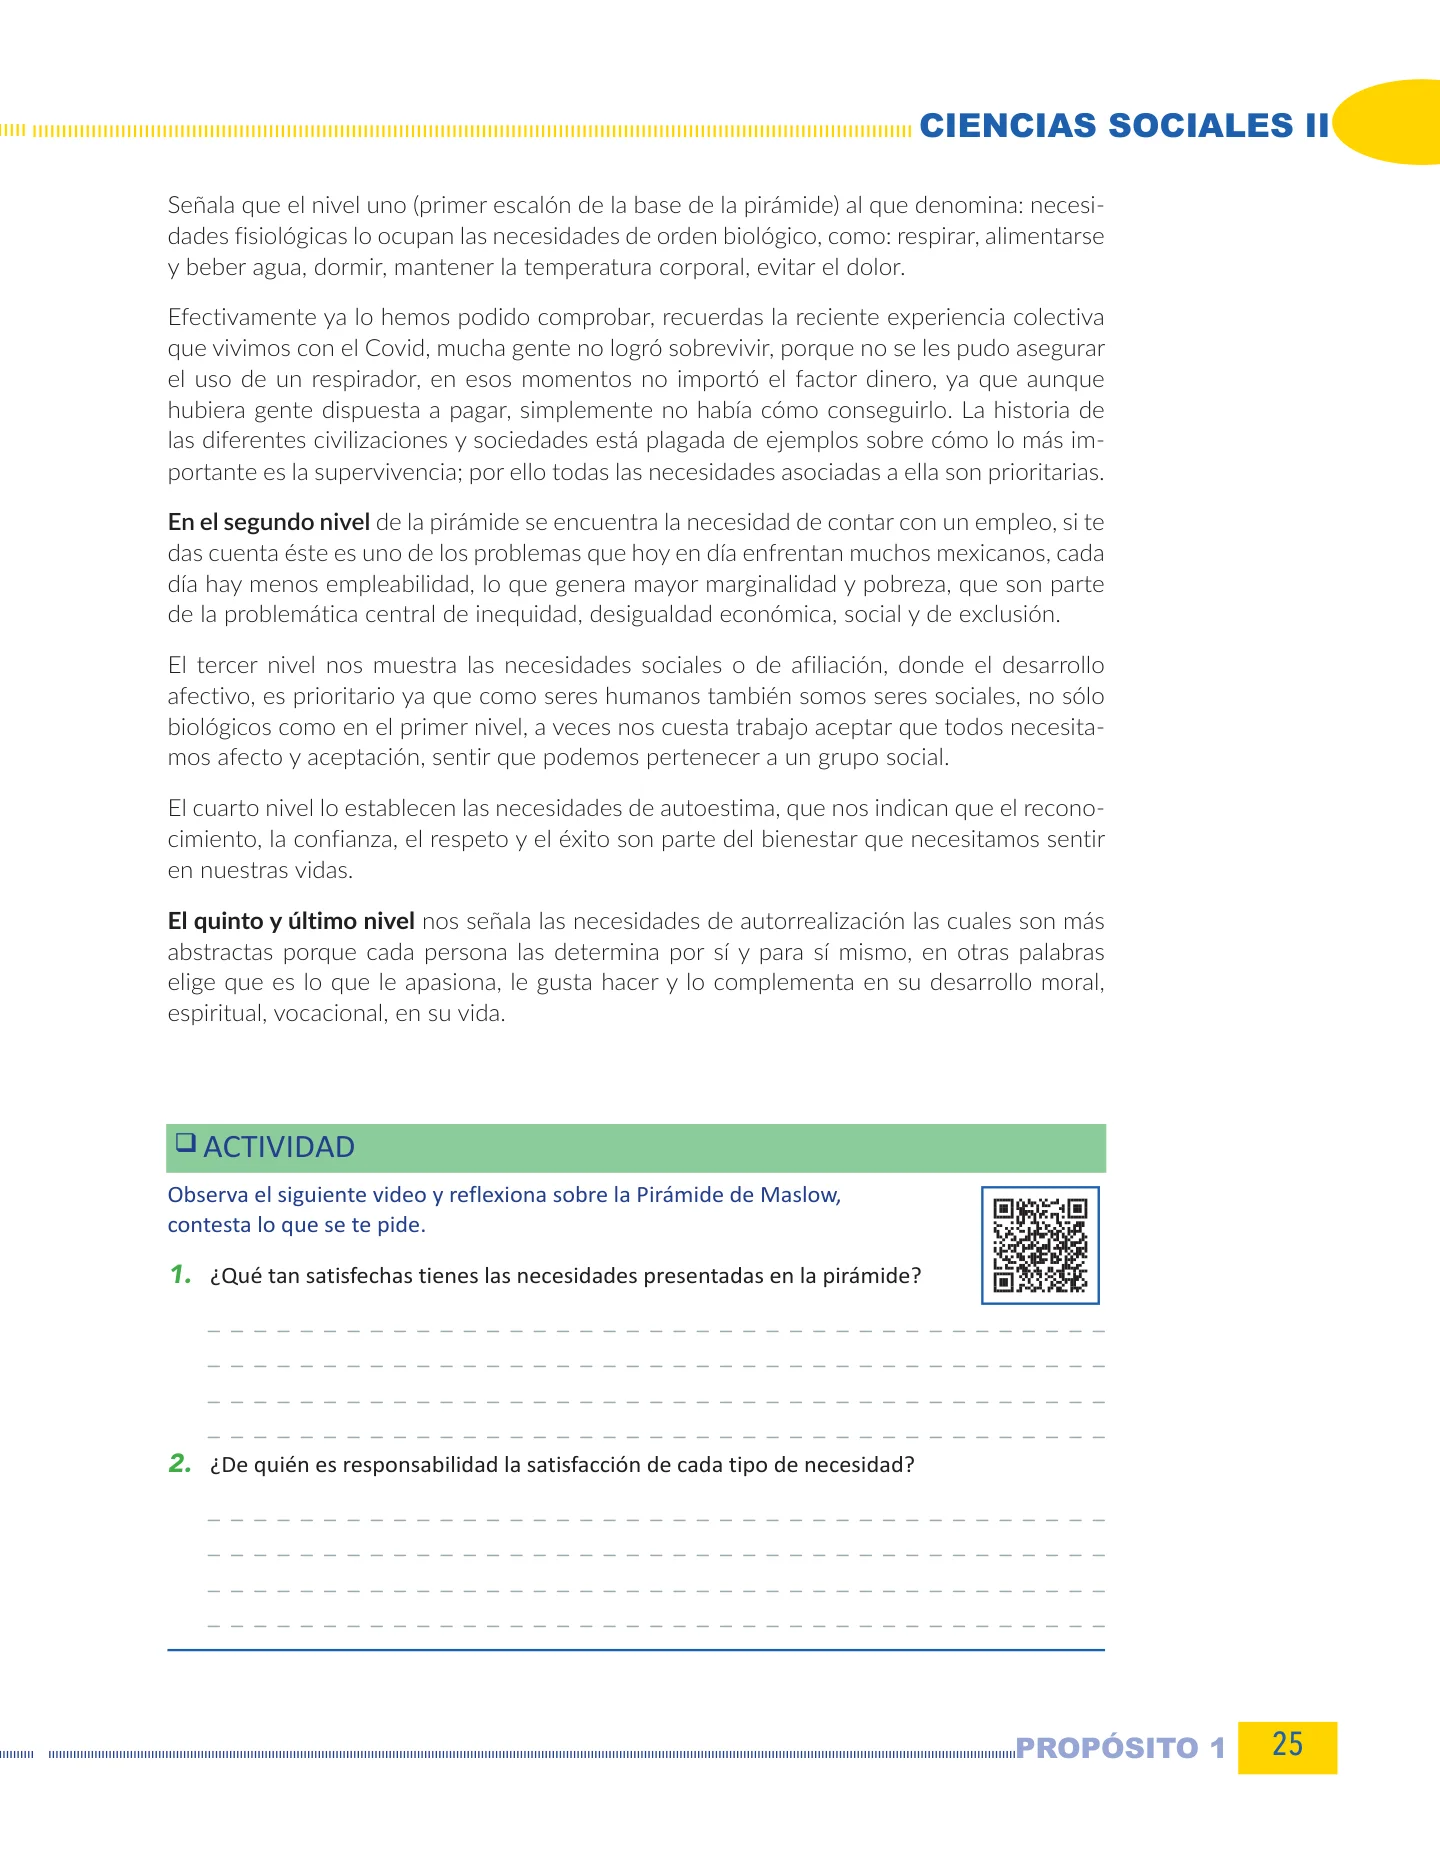 CIENCIAS SOCIALES II
Señala que el nivel uno (primer escalón de la base de la pirámide) al que denomina: necesi-
dades fisiológicas lo ocupan las necesidades de orden biológico, como: respirar, alimentarse
y beber agua, dormir, mantener la temperatura corporal, evitar el dolor.
Efectivamente ya lo hemos podido comprobar, recuerdas la reciente experiencia colectiva
que vivimos con el Covid, mucha gente no logró sobrevivir, porque no se les pudo asegurar
el uso de un respirador, en esos momentos no importó el factor dinero, ya que aunque
hubiera gente dispuesta a pagar, simplemente no había cómo conseguirlo. La historia de
las diferentes civilizaciones y sociedades está plagada de ejemplos sobre cómo lo más im-
portante es la supervivencia; por ello todas las necesidades asociadas a ella son prioritarias.
En el segundo nivel de la pirámide se encuentra la necesidad de contar con un empleo, si te
das cuenta éste es uno de los problemas que hoy en día enfrentan muchos mexicanos, cada
día hay menos empleabilidad, lo que genera mayor marginalidad y pobreza, que son parte
de la problemática central de inequidad, desigualdad económica, social y de exclusión.
El tercer nivel nos muestra las necesidades sociales o de afiliación, donde el desarrollo
afectivo, es prioritario ya que como seres humanos también somos seres sociales, no sólo
biológicos como en el primer nivel, a veces nos cuesta trabajo aceptar que todos necesita-
mos afecto y aceptación, sentir que podemos pertenecer a un grupo social.
El cuarto nivel lo establecen las necesidades de autoestima, que nos indican que el recono-
cimiento, la confianza, el respeto y el éxito son parte del bienestar que necesitamos sentir
en nuestras vidas.
El quinto y último nivel nos señala las necesidades de autorrealización las cuales son más
abstractas porque cada persona las determina por sí y para sí mismo, en otras palabras
elige que es lo que le apasiona, le gusta hacer y lo complementa en su desarrollo moral,
espiritual, vocacional, en su vida.
❑ ACTIVIDAD
Observa el siguiente video y reflexiona sobre la Pirámide de Maslow,
contesta lo que se te pide.
1. ¿Qué tan satisfechas tienes las necesidades presentadas en la pirámide?
2. ¿De quién es responsabilidad la satisfacción de cada tipo de necesidad?
PROPÓSITO 1 25